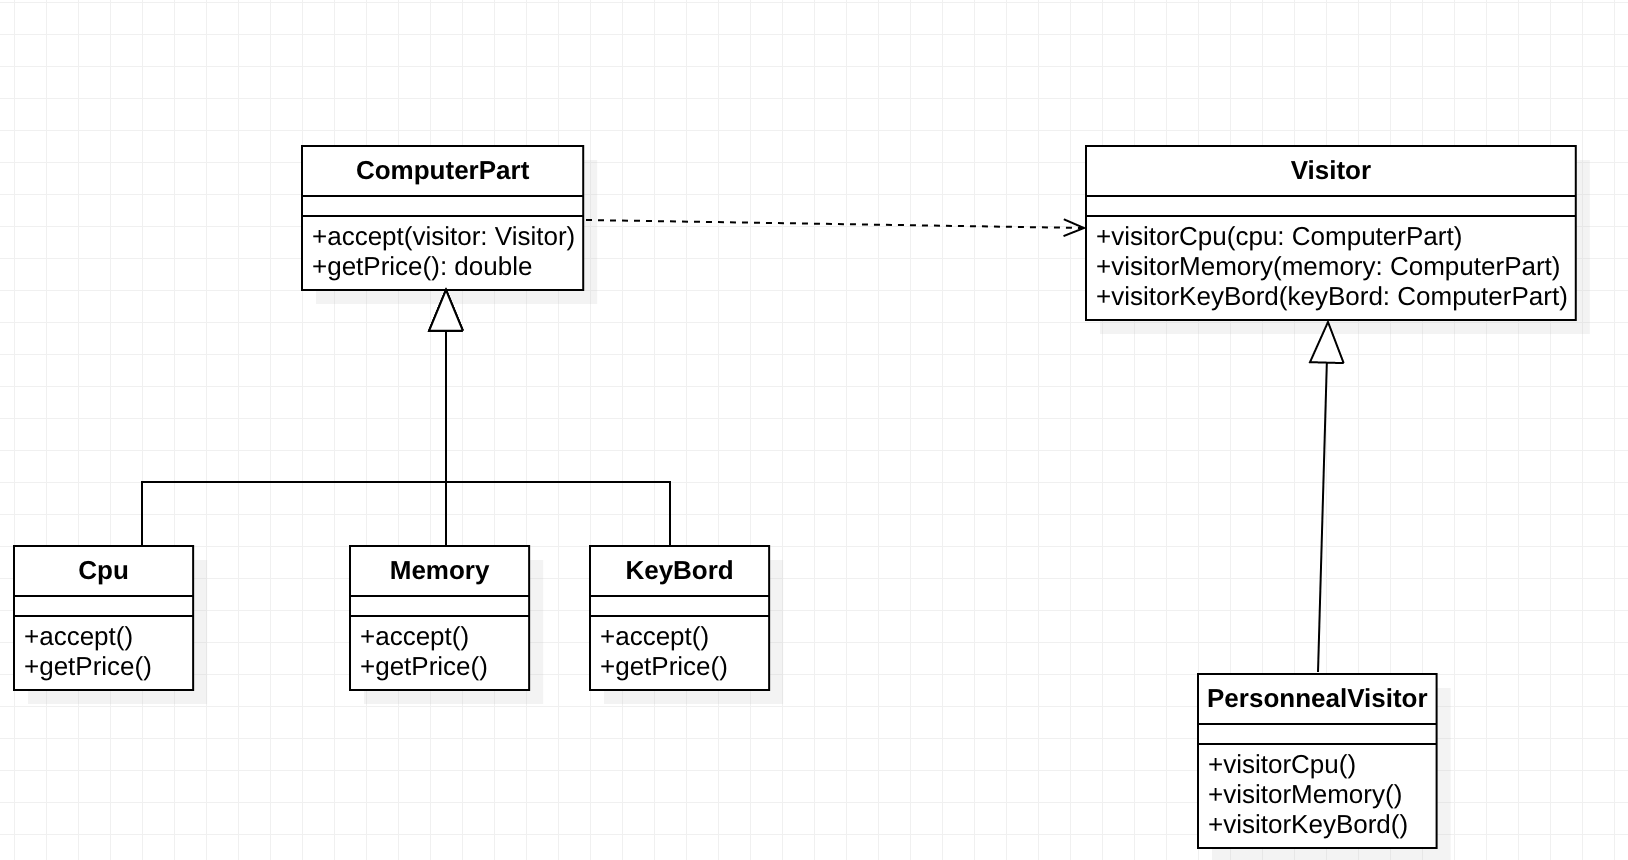 ComputerPart
+accept(visitor: Visitor)
+getPrice(): double
Visitor
+visitorCpu(cpu: ComputerPart)
+visitorMemory(memory: ComputerPart)
+visitorKeyBord(keyBord: ComputerPart)
Cpu
+accept()
+getPrice()
Memory
+accept()
+getPrice()
KeyBord
+accept()
+getPrice()
PersonnealVisitor
+visitorCpu()
+visitorMemory()
+visitorKeyBord()